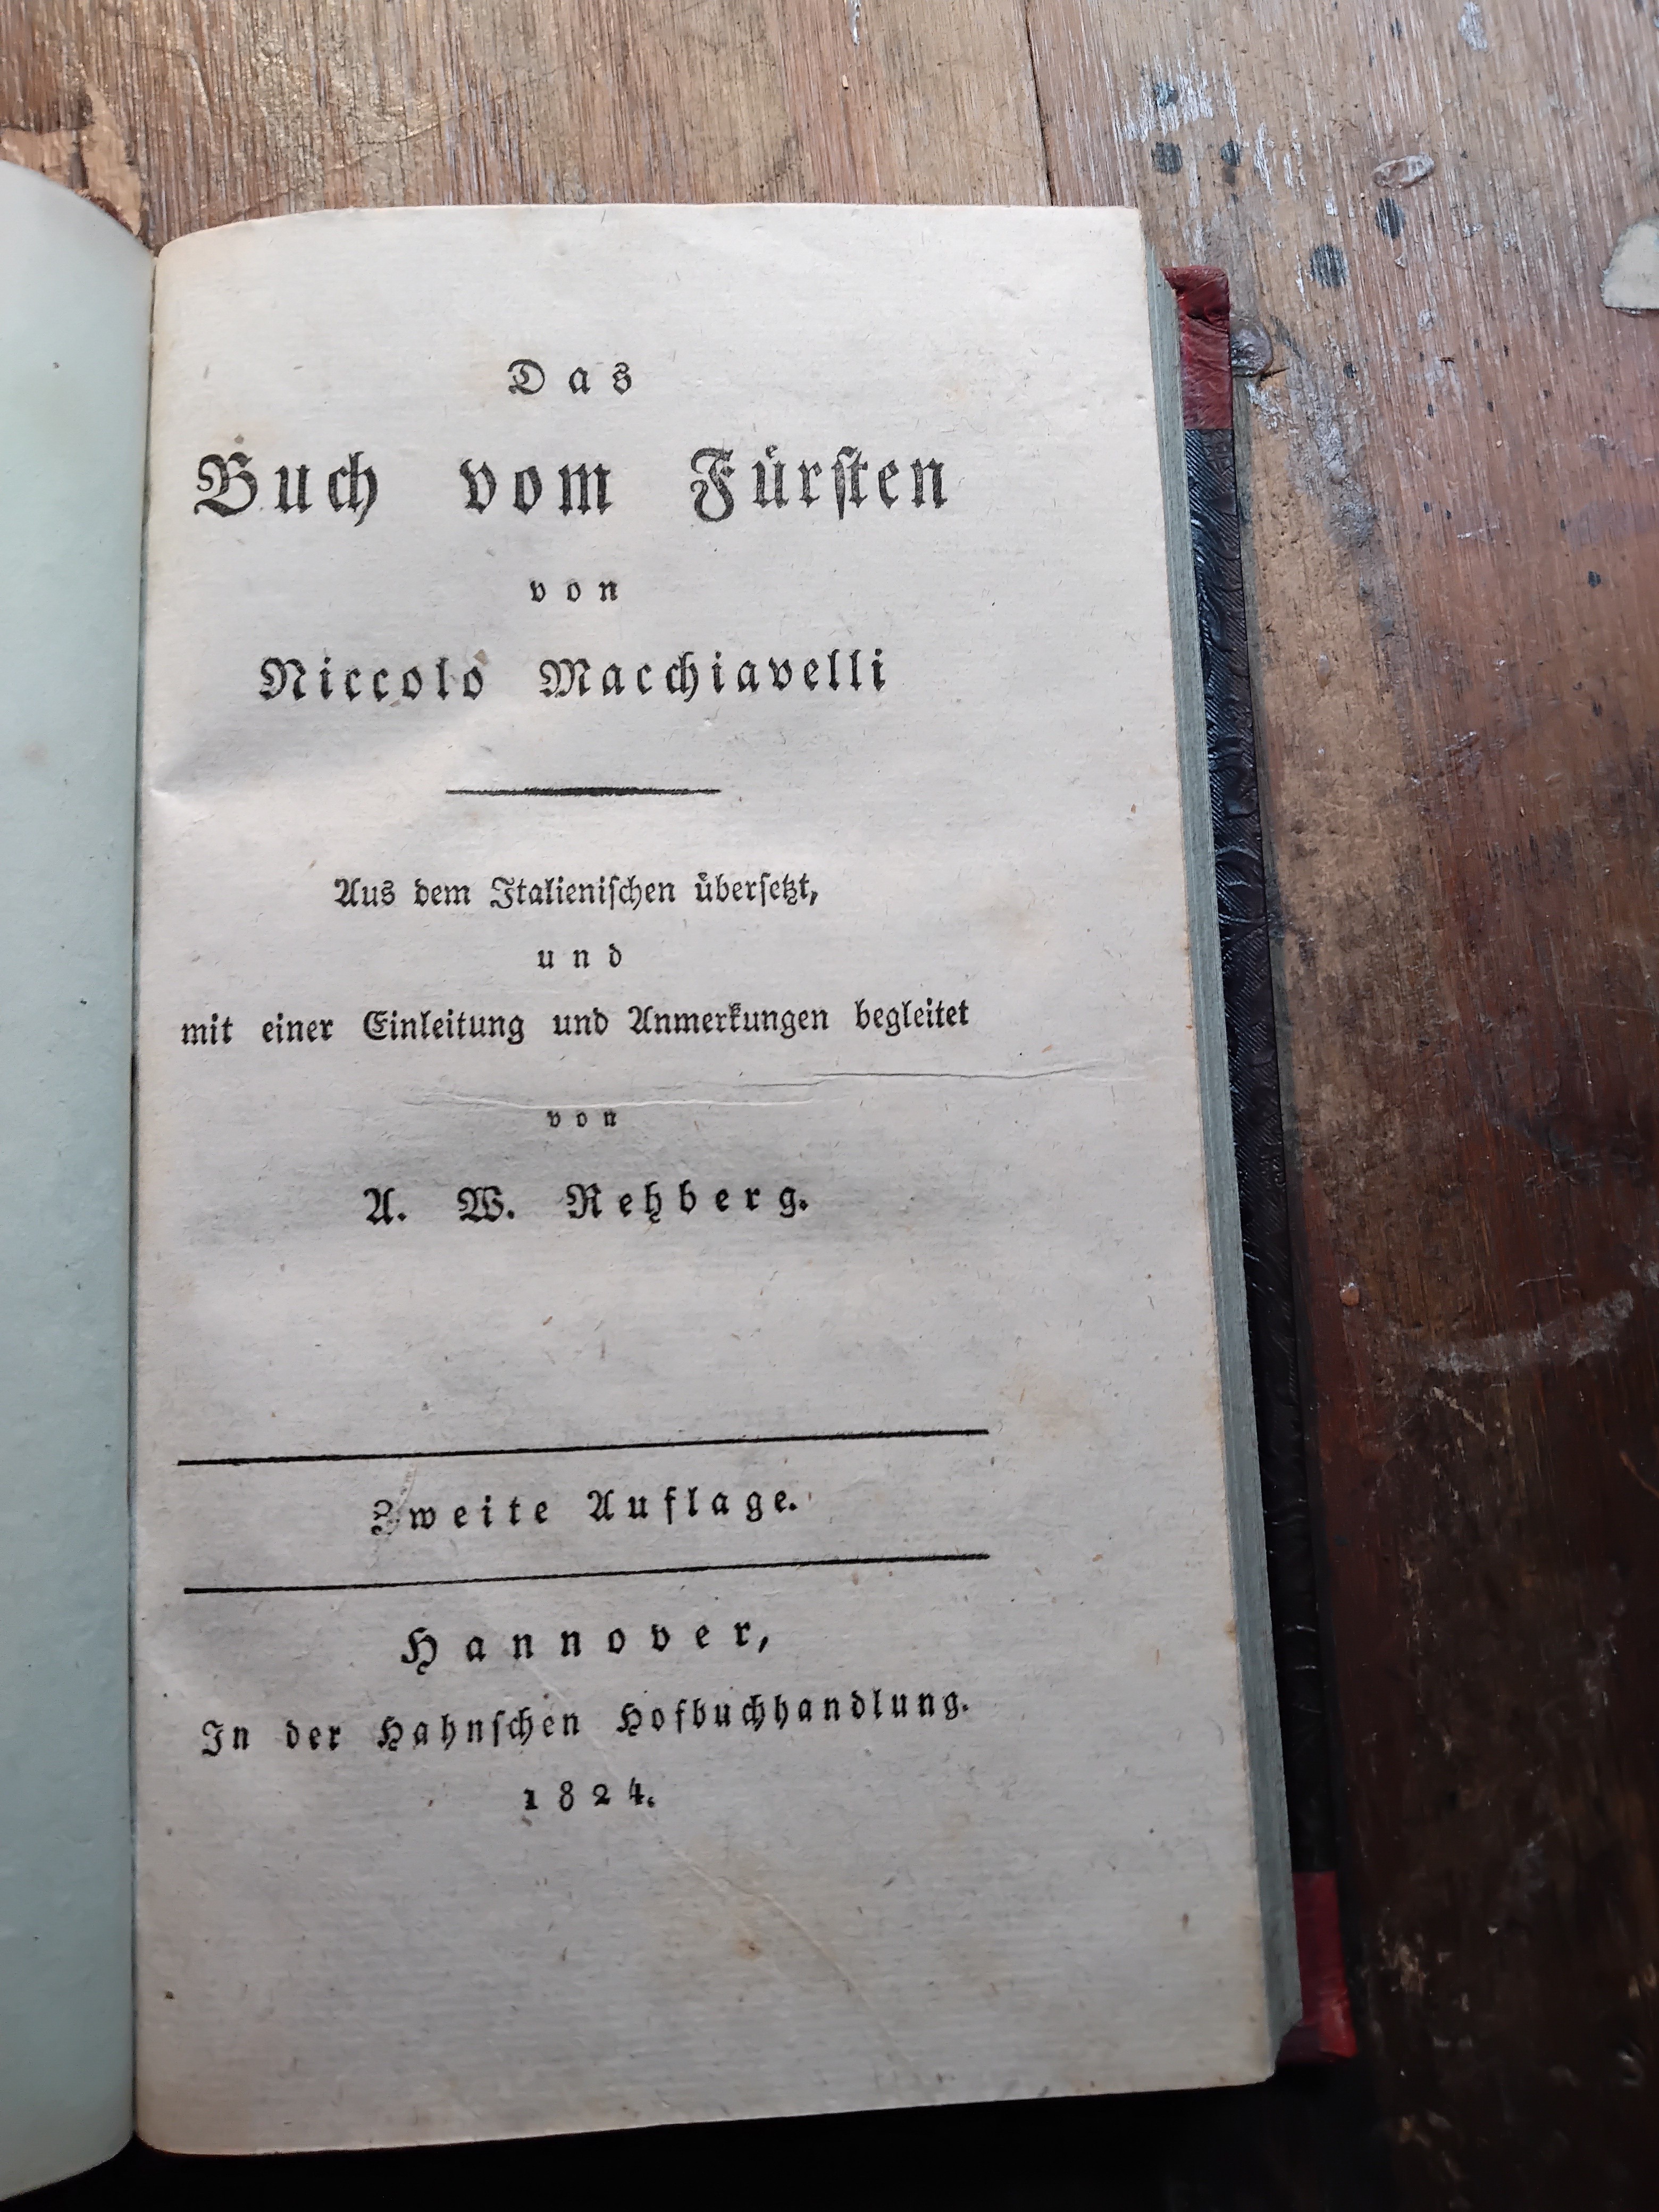 Das
Buch vom Fürsten
von
Niccolo Macchiavelli
Aus dem Italieniſchen überſetzt,
und
mit einer Einleitung und Anmerkungen begleitet
von
A. W. Rehberg.
Zweite Auflage.
Hannover,
In der Hahnſchen Hofbuchhandlung.
1824.